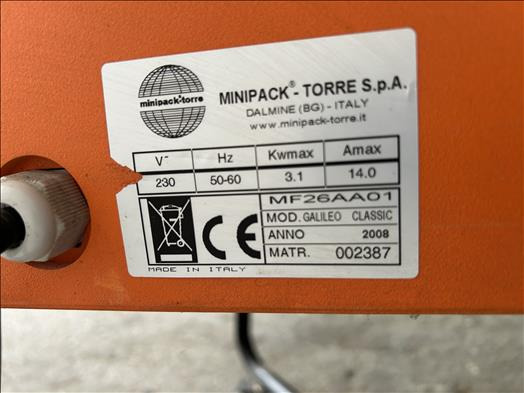 minipack-torre
MINIPACK® - TORRE S.p.A.
DALMINE (BG) - ITALY
www.minipack-torre.it
V~ Hz Kwmax Amax
230 50-60 3.1 14.0
MF26AA01
MOD. GALILEO CLASSIC
ANNO 2008
MATR. 002387
CE
MADE IN ITALY